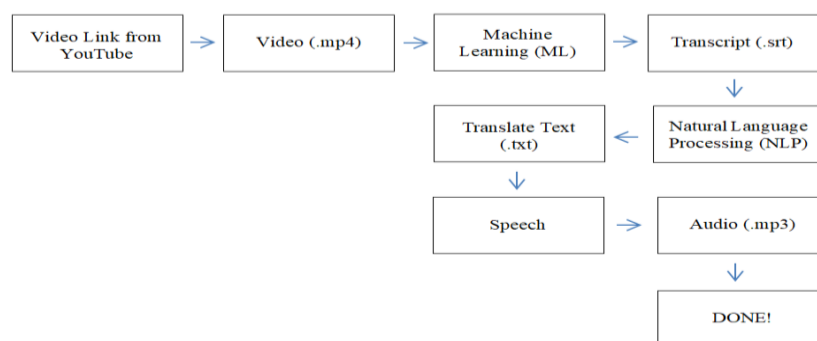 Video Link from
YouTube
Video (.mp4)
Machine
Learning (ML)
Transcript (.srt)
Natural Language
Processing (NLP)
Translate Text
(.txt)
Speech
Audio (.mp3)
DONE!